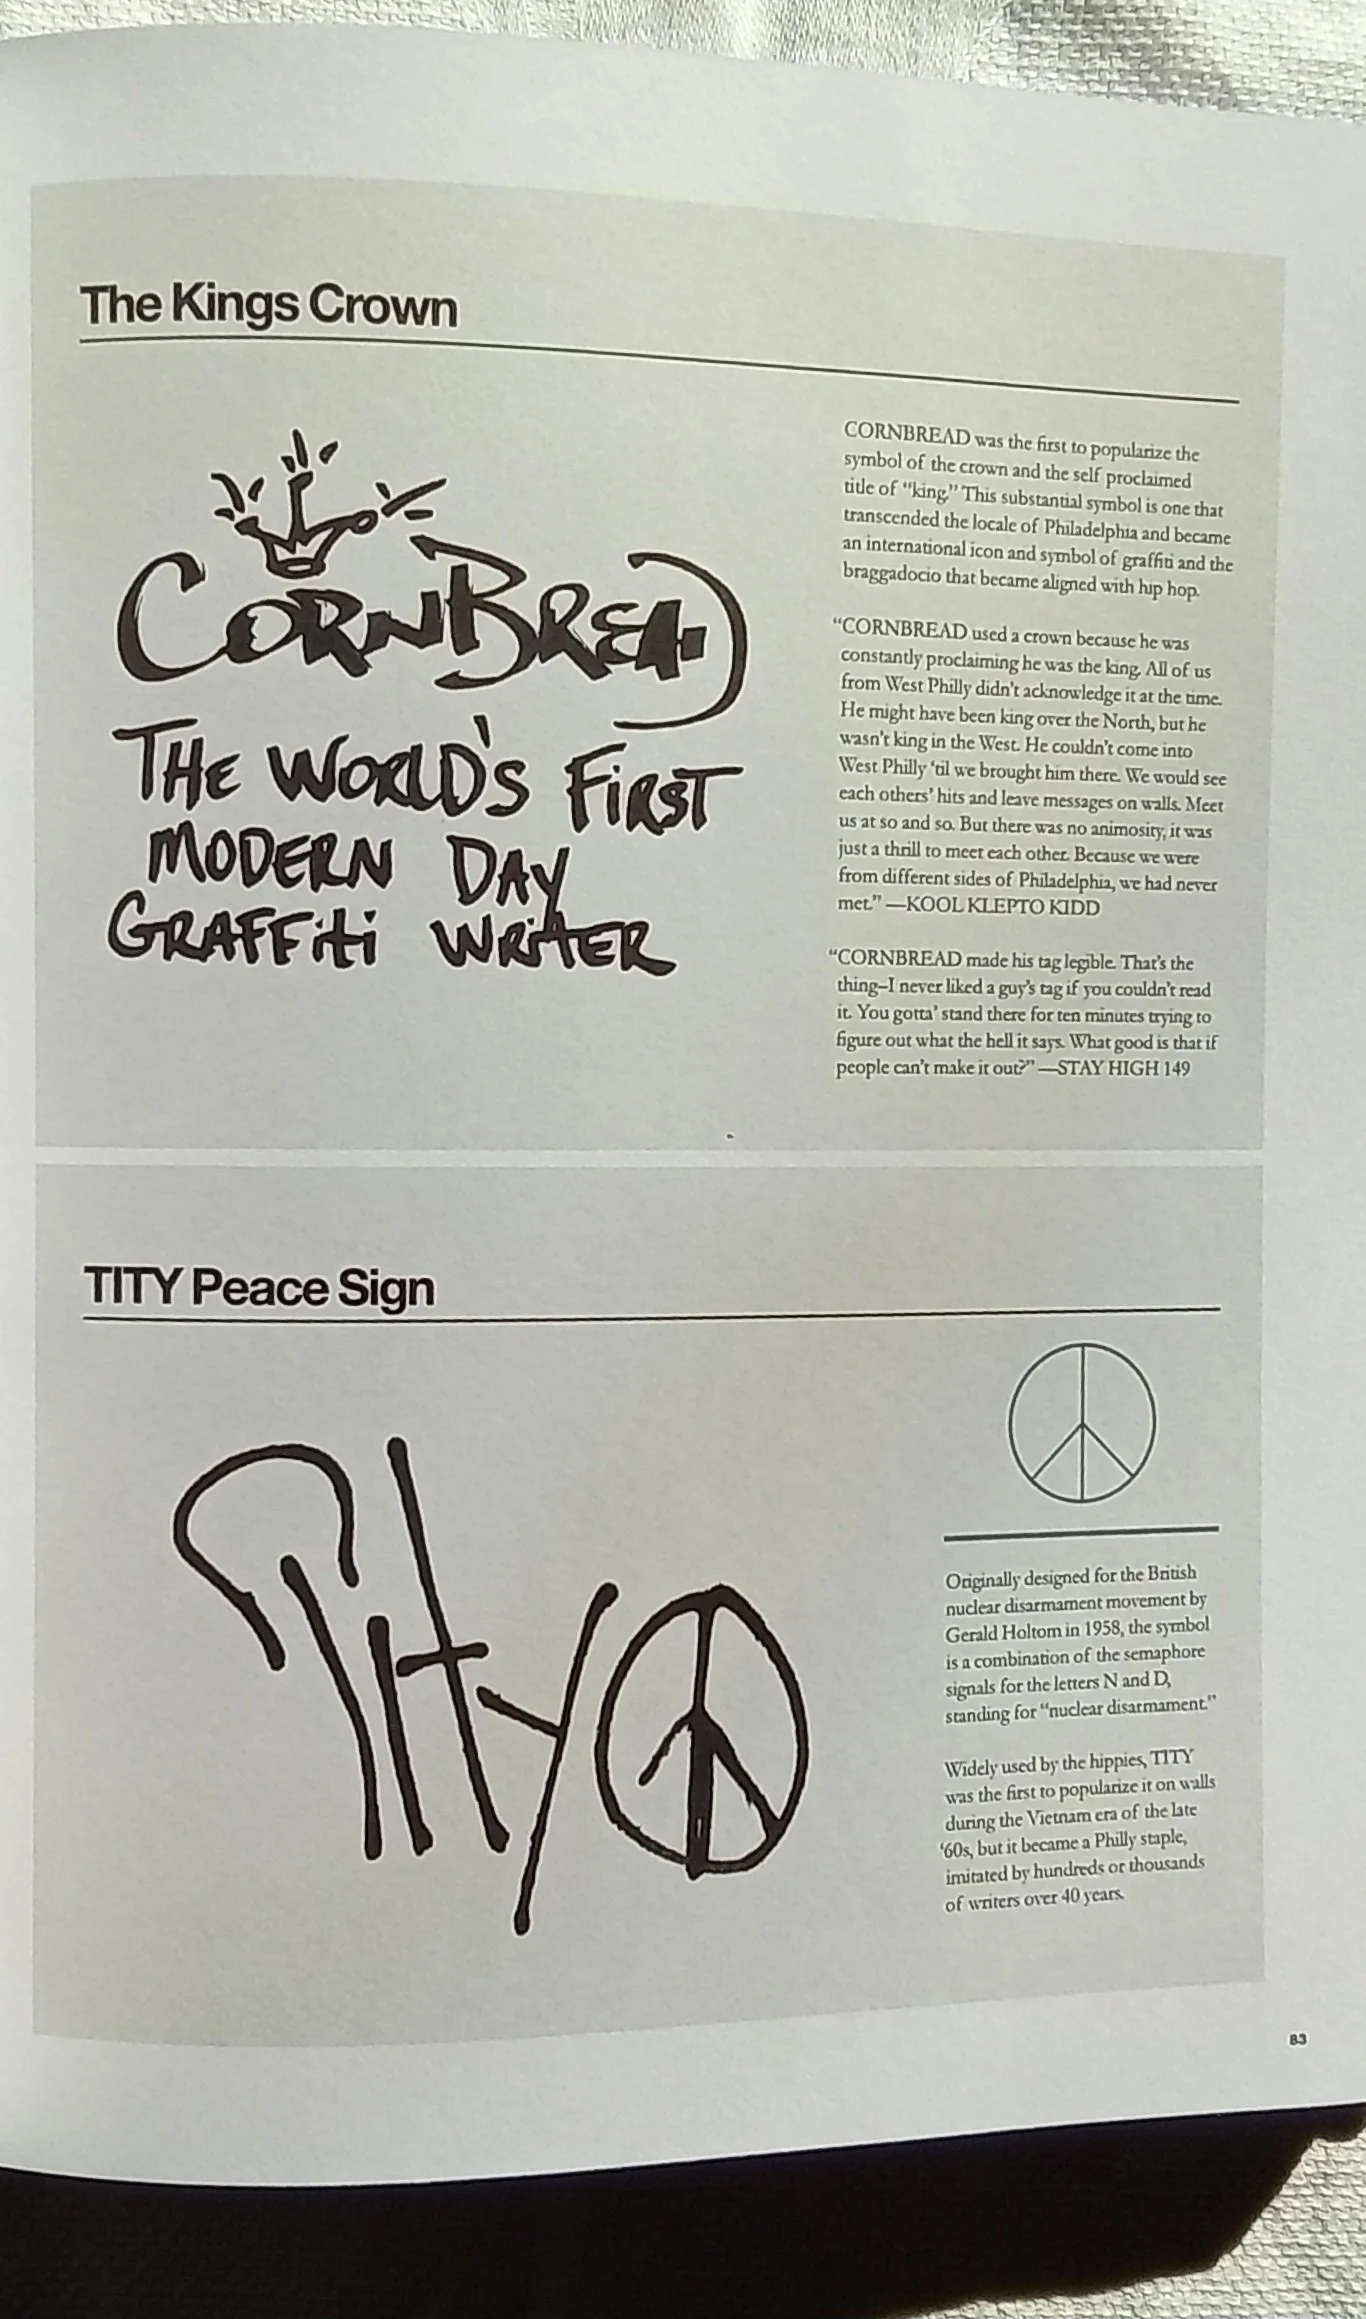 The Kings Crown
CORNBREAD
THE WORLD'S FiRST
MODERN DAY
GRAFFiti WRiTER
CORNBREAD was the first to popularize the
symbol of the crown and the self proclaimed
title of “king.” This substantial symbol is one that
transcended the locale of Philadelphia and became
an international icon and symbol of graffiti and the
braggadocio that became aligned with hip hop.
“CORNBREAD used a crown because he was
constantly proclaiming he was the king. All of us
from West Philly didn’t acknowledge it at the time.
He might have been king over the North, but he
wasn’t king in the West. He couldn’t come into
West Philly ‘til we brought him there. We would see
each others’ hits and leave messages on walls. Meet
us at so and so. But there was no animosity, it was
just a thrill to meet each other. Because we were
from different sides of Philadelphia, we had never
met.” —KOOL KLEPTO KIDD
“CORNBREAD made his tag legible. That’s the
thing–I never liked a guy’s tag if you couldn’t read
it. You gotta’ stand there for ten minutes trying to
figure out what the hell it says. What good is that if
people can’t make it out?” —STAY HIGH 149
TITY Peace Sign
Tity
Originally designed for the British
nuclear disarmament movement by
Gerald Holtom in 1958, the symbol
is a combination of the semaphore
signals for the letters N and D,
standing for “nuclear disarmament.”
Widely used by the hippies, TITY
was the first to popularize it on walls
during the Vietnam era of the late
‘60s, but it became a Philly staple,
imitated by hundreds or thousands
of writers over 40 years.
83